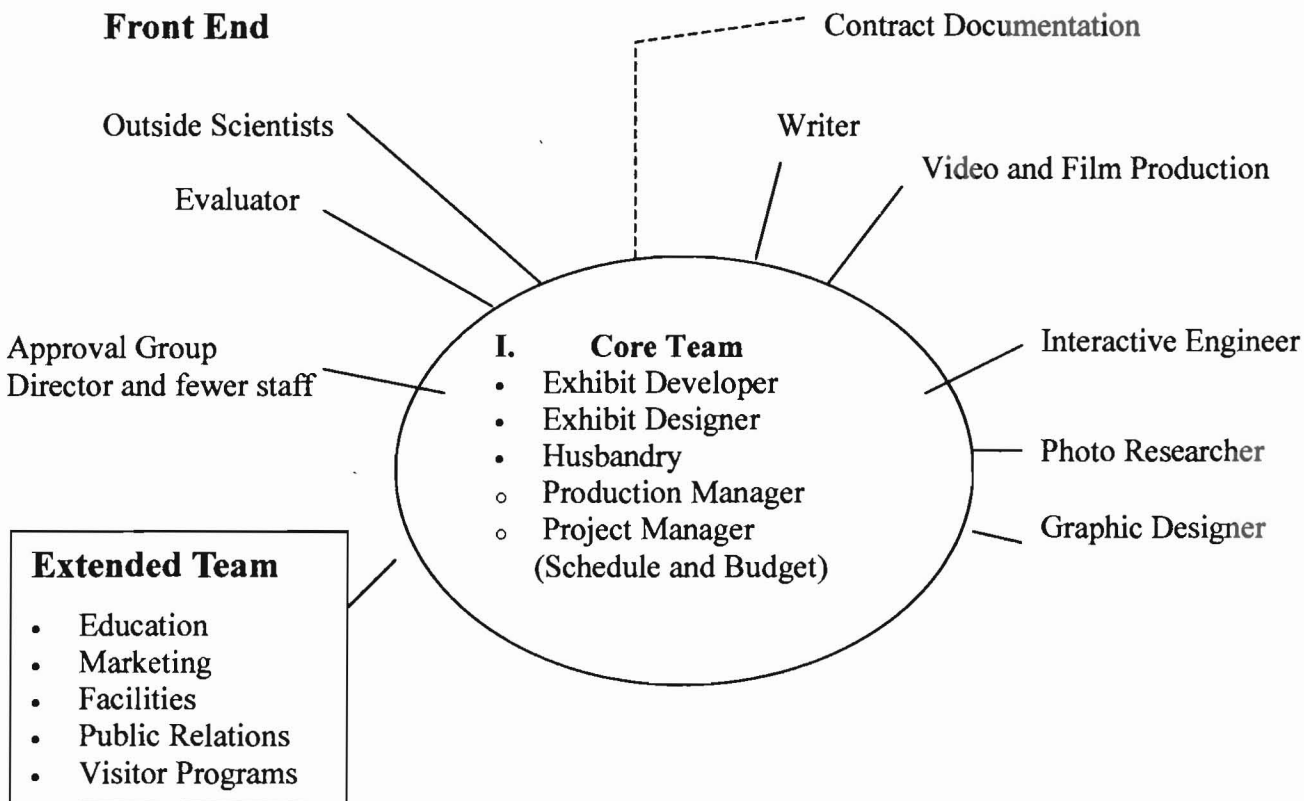 Front End
Contract Documentation
Outside Scientists
Writer
Video and Film Production
Evaluator
Approval Group
Director and fewer staff
I. Core Team
• Exhibit Developer
• Exhibit Designer
• Husbandry
○ Production Manager
○ Project Manager
(Schedule and Budget)
Interactive Engineer
Photo Researcher
Graphic Designer
Extended Team
• Education
• Marketing
• Facilities
• Public Relations
• Visitor Programs